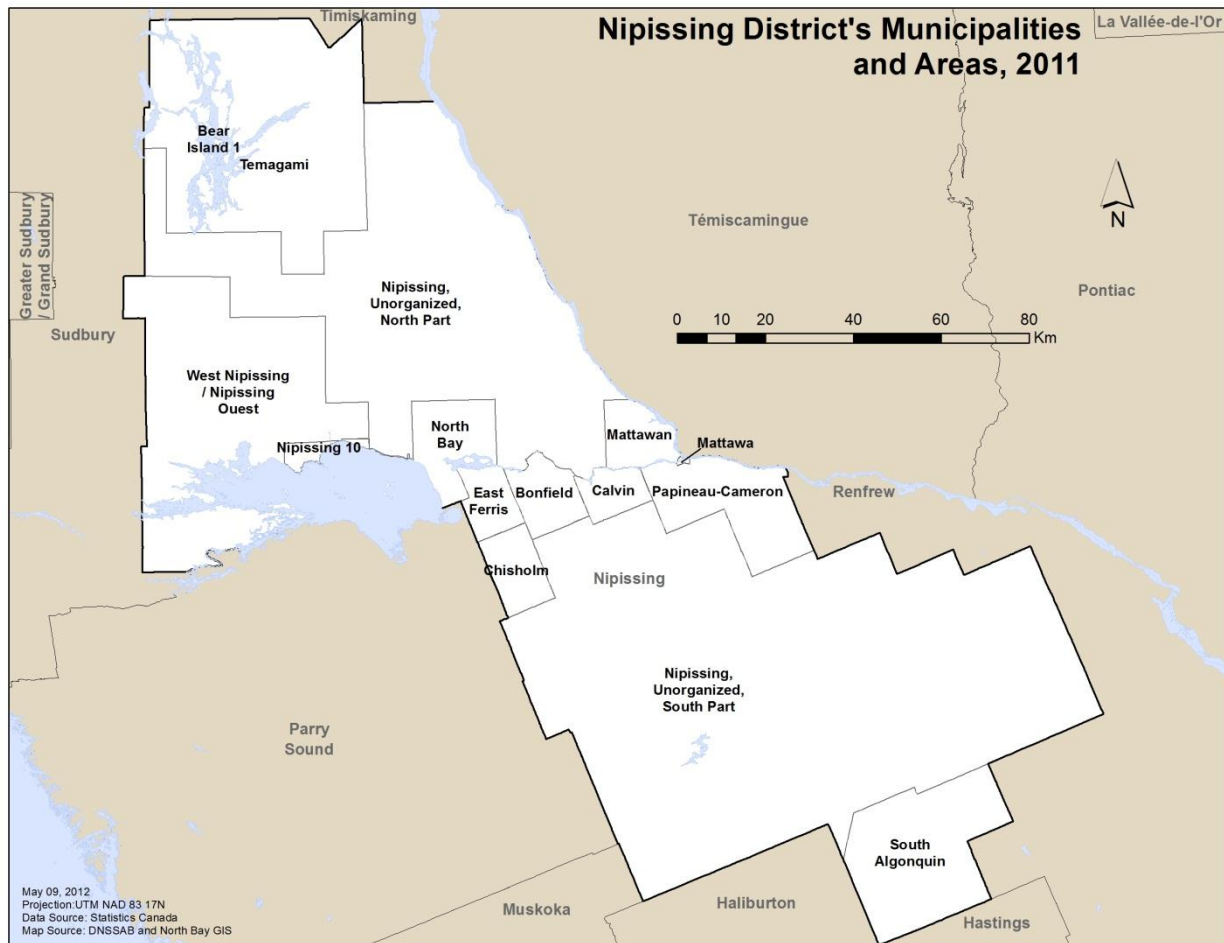 Timiskaming
La Vallée-de-l'Or
Nipissing District's Municipalities
and Areas, 2011
Bear
Island 1
Temagami
Greater Sudbury
/ Grand Sudbury
Témiscamingue
N
Nipissing,
Unorganized,
North Part
Pontiac
Sudbury
0 10 20 40 60 80
Km
West Nipissing
/ Nipissing
Ouest
North
Bay
Mattawan
Mattawa
Nipissing 10
East
Ferris
Bonfield
Calvin
Papineau-Cameron
Renfrew
Chisholm
Nipissing
Nipissing,
Unorganized,
South Part
Parry
Sound
South
Algonquin
May 09, 2012
Projection:UTM NAD 83 17N
Data Source: Statistics Canada
Map Source: DNSSAB and North Bay GIS
Muskoka
Haliburton
Hastings